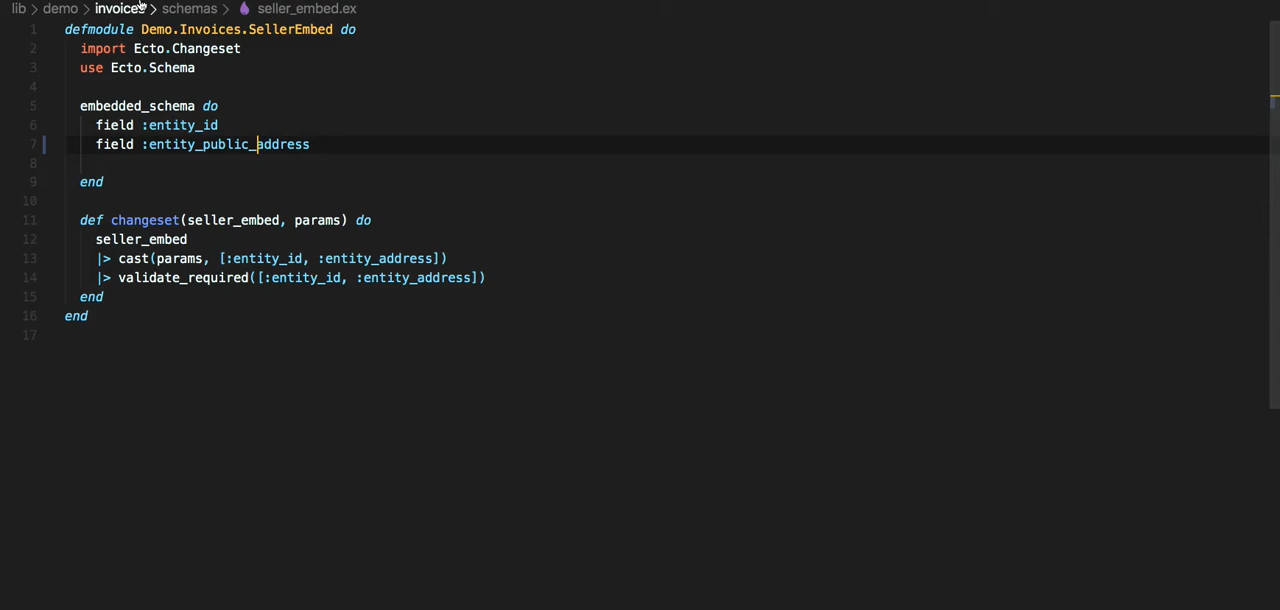 lib > demo > invoices > schemas > seller_embed.ex
1 defmodule Demo.Invoices.SellerEmbed do
2 import Ecto.Changeset
3 use Ecto.Schema
4
5 embedded_schema do
6 field :entity_id
7 field :entity_public_address
8
9 end
10
11 def changeset(seller_embed, params) do
12 seller_embed
13 |> cast(params, [:entity_id, :entity_address])
14 |> validate_required([:entity_id, :entity_address])
15 end
16 end
17